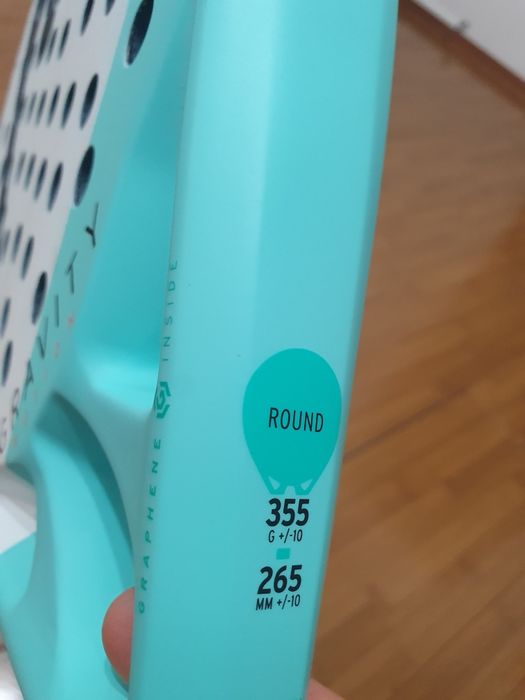 GRAVITY
GRAPHENE INSIDE
ROUND
355
G +/-10
265
MM +/-10